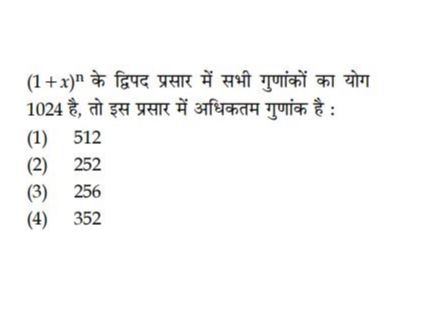 (1+x)ⁿ के द्विपद प्रसार में सभी गुणांकों का योग
1024 है, तो इस प्रसार में अधिकतम गुणांक है :
(1) 512
(2) 252
(3) 256
(4) 352